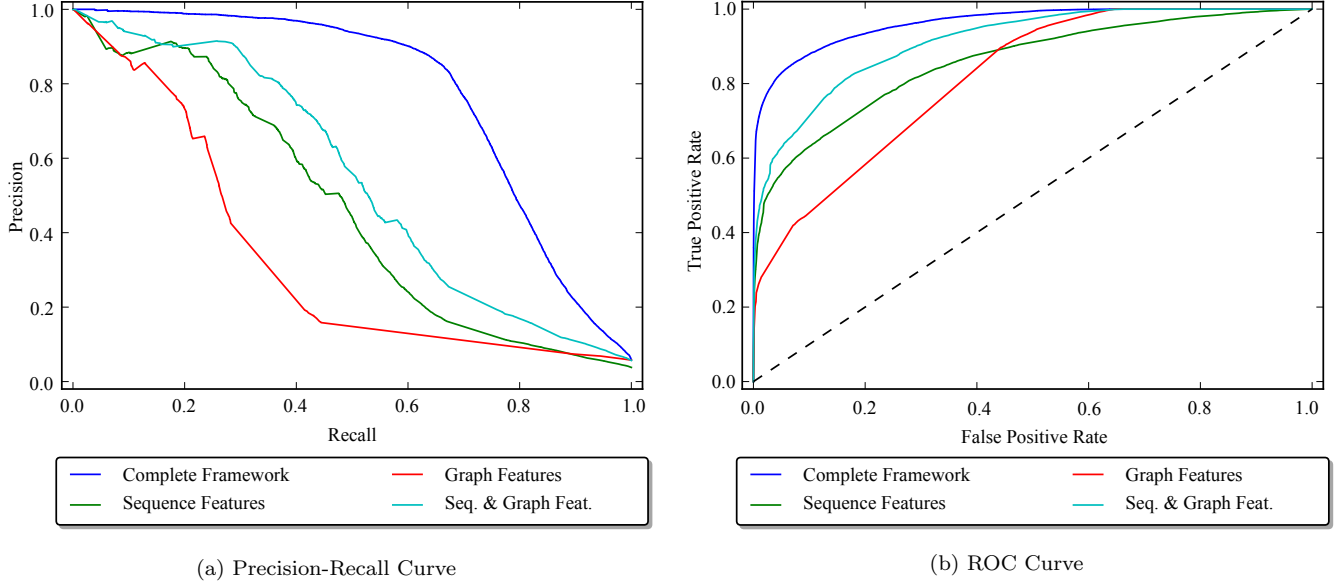 1.0
0.8
0.6
0.4
0.2
0.0
Precision
0.0 0.2 0.4 0.6 0.8 1.0
Recall
Complete Framework
Sequence Features
Graph Features
Seq. & Graph Feat.
(a) Precision-Recall Curve
1.0
0.8
0.6
0.4
0.2
0.0
True Positive Rate
0.0 0.2 0.4 0.6 0.8 1.0
False Positive Rate
Complete Framework
Sequence Features
Graph Features
Seq. & Graph Feat.
(b) ROC Curve